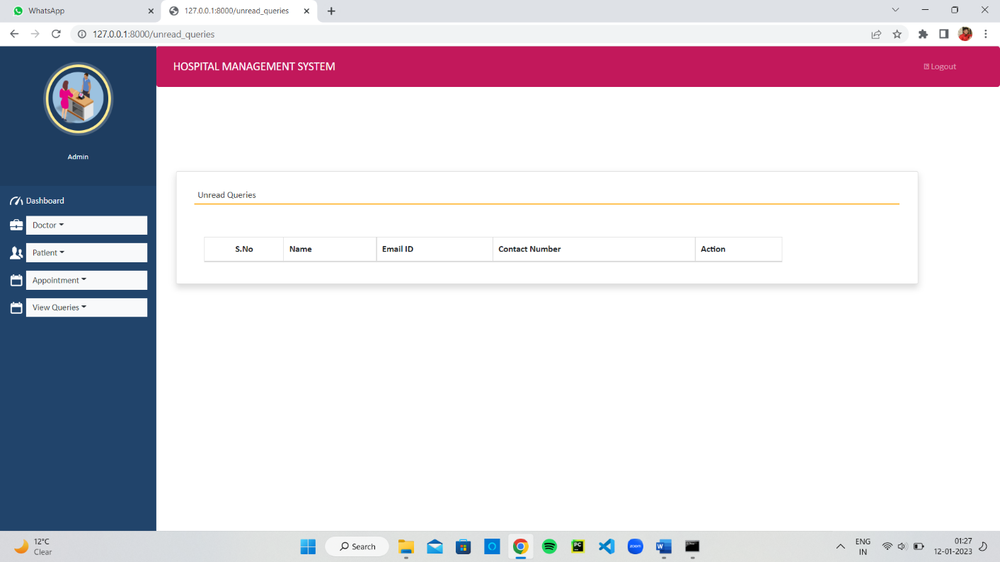 WhatsApp
127.0.0.1:8000/unread_queries
127.0.0.1:8000/unread_queries
HOSPITAL MANAGEMENT SYSTEM
Logout
Admin
Dashboard
Doctor
Patient
Appointment
View Queries
Unread Queries
S.No Name Email ID Contact Number Action
12°C
Clear
Search
PC
zoom
W
ENG
IN
01:27
12-01-2023